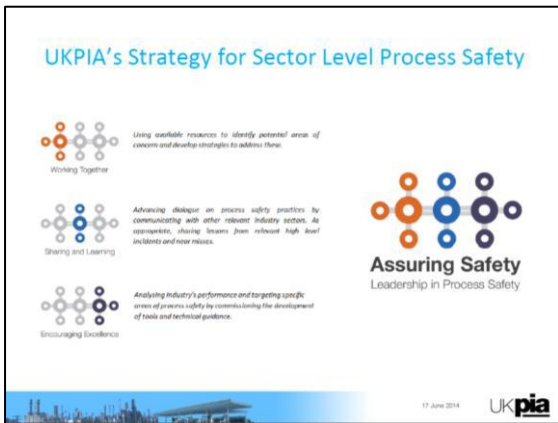 UKPIA's Strategy for Sector Level Process Safety
Using available resources to identify potential areas of
concern and develop strategies to address these.
Working Together
Advancing dialogue on process safety practices by
communicating with other relevant industry sectors. As
appropriate, sharing lessons from relevant high level
incidents and near misses.
Sharing and Learning
Analysing industry's performance and targeting specific
areas of process safety by commissioning the development
of tools and technical guidance.
Encouraging Excellence
Assuring Safety
Leadership in Process Safety
17 June 2014
UKpia